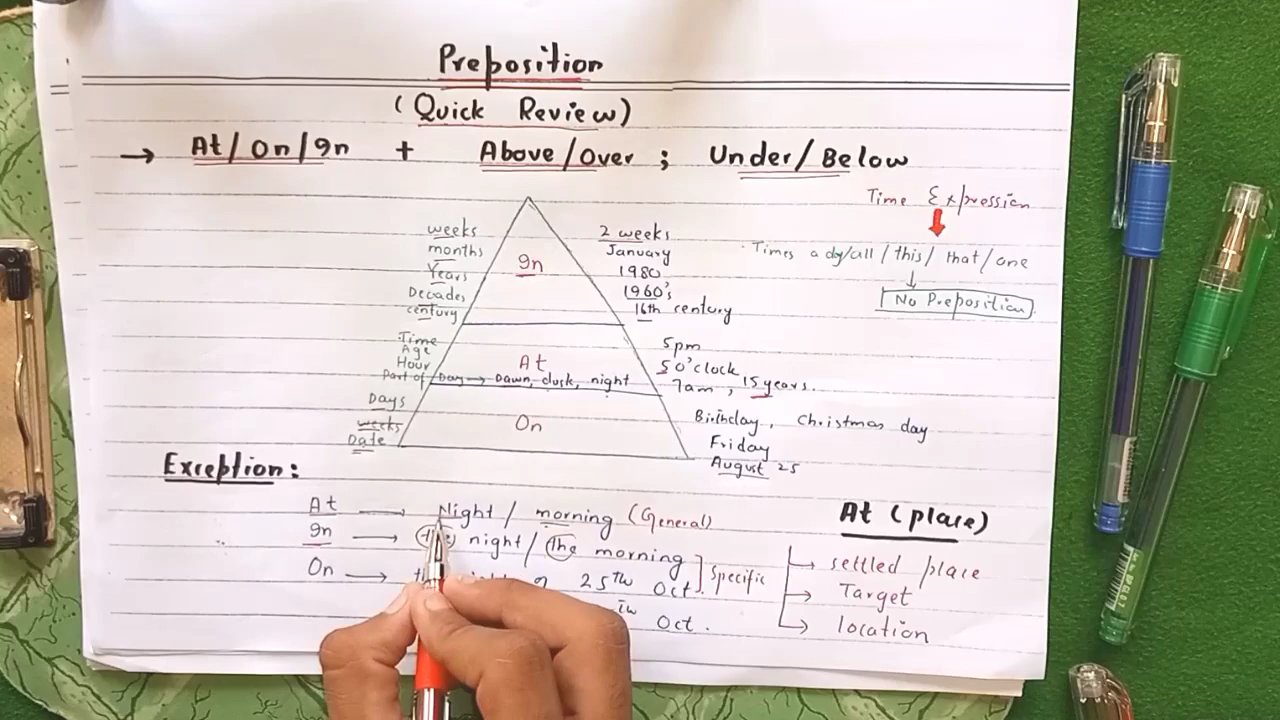 Preposition
(Quick Review)
→ At/On/In + Above/Over ; Under/Below
Time Expression
Times a day/all/this/that/one
No Preposition
weeks
months
Years
Decades
century
In
2 weeks
January
1980
1960's
16th century
Time
Age
Hour
Part of Day → Dawn, dusk, night
At
5pm
5 o'clock
7am, 15 years.
Days
weeks
Date
On
Birthday, Christmas day
Friday
August 25
Exception:
At → Night / morning (General)
In → the night / the morning
On → 25th Oct.
Specific
in Oct.
At (place)
settled place
Target
location